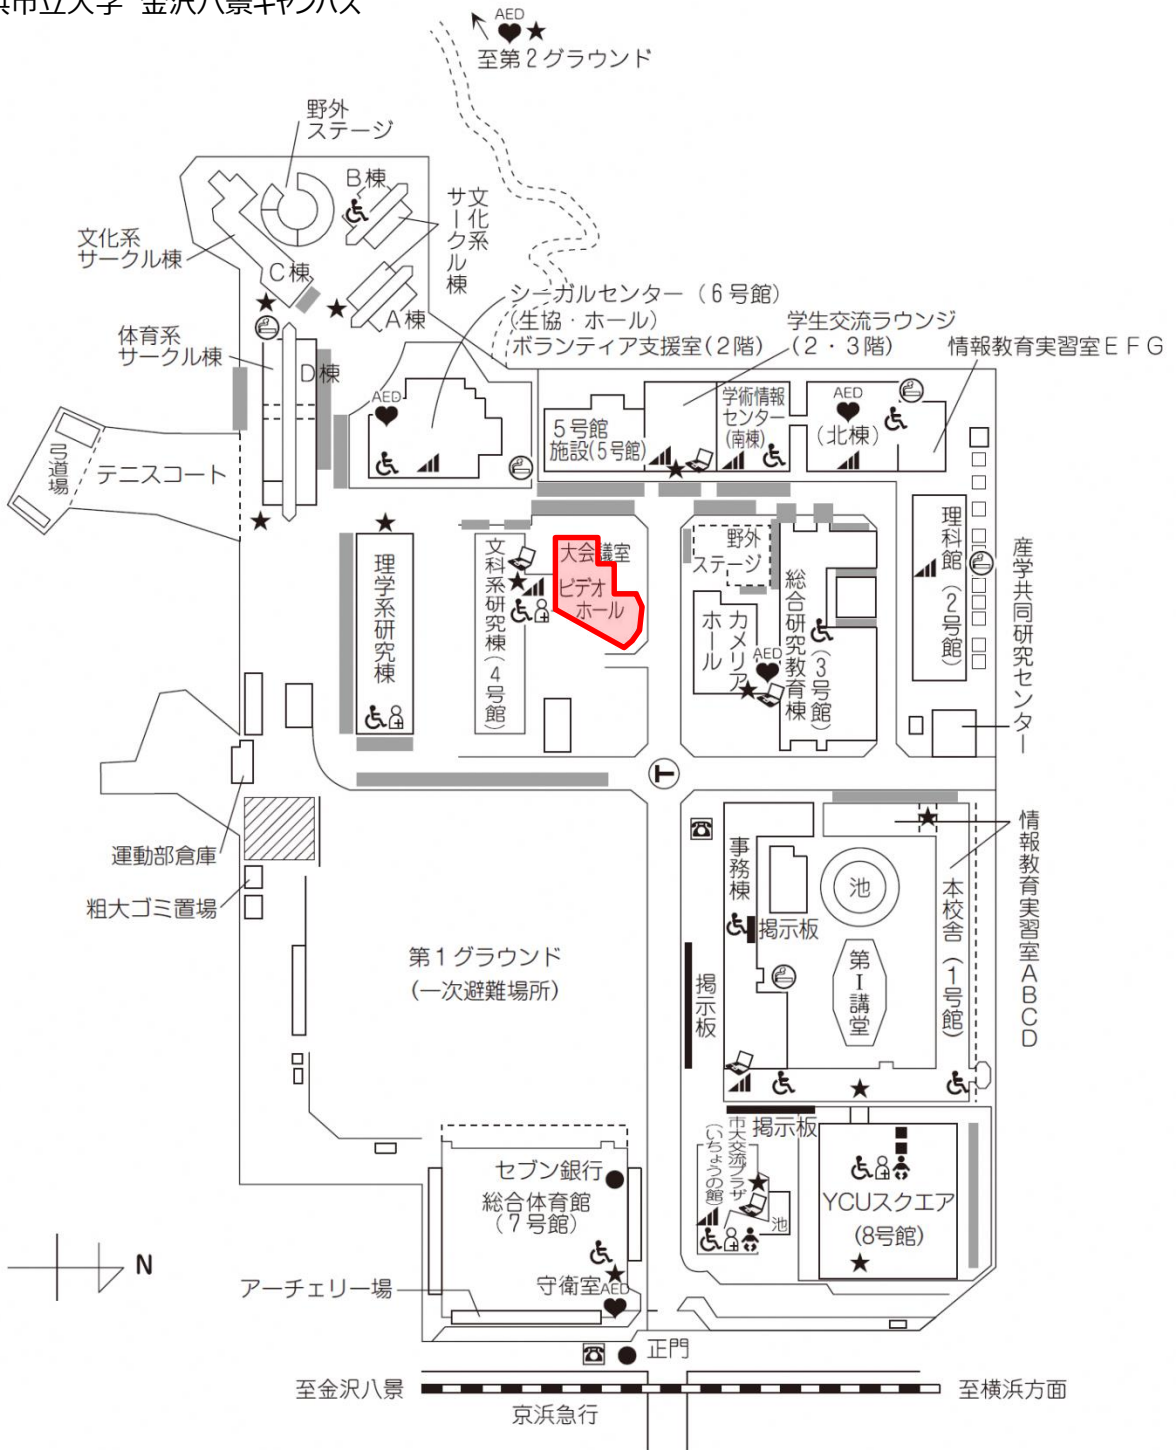 浜市立大学 金沢八景キャンパス
AED
至第2グラウンド
野外
ステージ
B棟
文化系
サークル棟
文化系
サークル棟
C棟
A棟
シーガルセンター（6号館）
（生協・ホール）
ボランティア支援室（2階）
学生交流ラウンジ
（2・3階）
情報教育実習室EFG
体育系
サークル棟
D棟
AED
5号館
施設（5号館）
学術情報
センター
（南棟）
AED
（北棟）
弓道場
テニスコート
理学系研究棟
文科系研究棟（4号館）
大会議室
ビデオ
ホール
野外
ステージ
カメリア
ホール
AED
総合研究教育棟
（3号館）
理科館（2号館）
産学共同研究センター
T
運動部倉庫
粗大ゴミ置場
事務棟
池
掲示板
掲示板
第I講堂
本校舎（1号館）
情報教育実習室ABCD
第1グラウンド
（一次避難場所）
掲示板
市大交流プラザ
（いちょうの館）
池
YCUスクエア
（8号館）
セブン銀行
総合体育館
（7号館）
守衛室
AED
アーチェリー場
N
正門
至金沢八景
至横浜方面
京浜急行